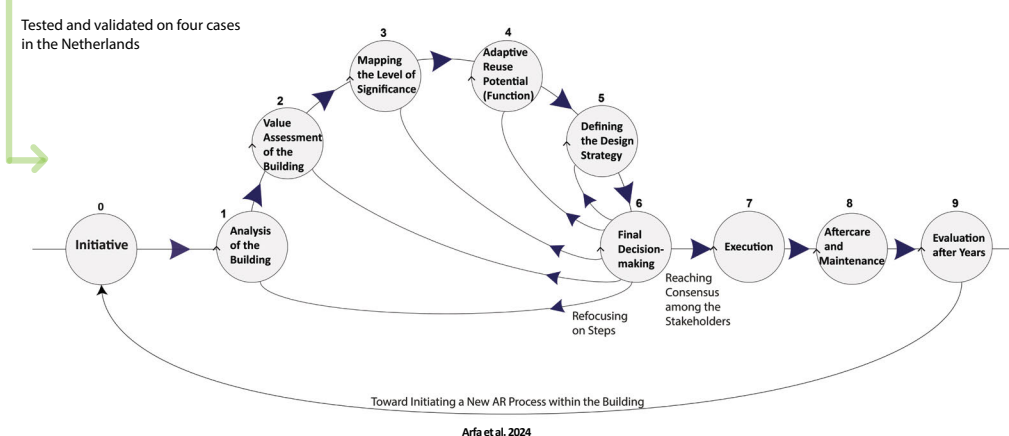 Tested and validated on four cases
in the Netherlands
0
Initiative
1
Analysis
of the
Building
2
Value
Assessment
of the
Building
3
Mapping
the Level of
Significance
4
Adaptive
Reuse
Potential
(Function)
5
Defining
the Design
Strategy
6
Final
Decision-
making
7
Execution
8
Aftercare
and
Maintenance
9
Evaluation
after Years
Reaching
Consensus
among the
Stakeholders
Refocusing
on Steps
Toward Initiating a New AR Process within the Building
Arfa et al. 2024